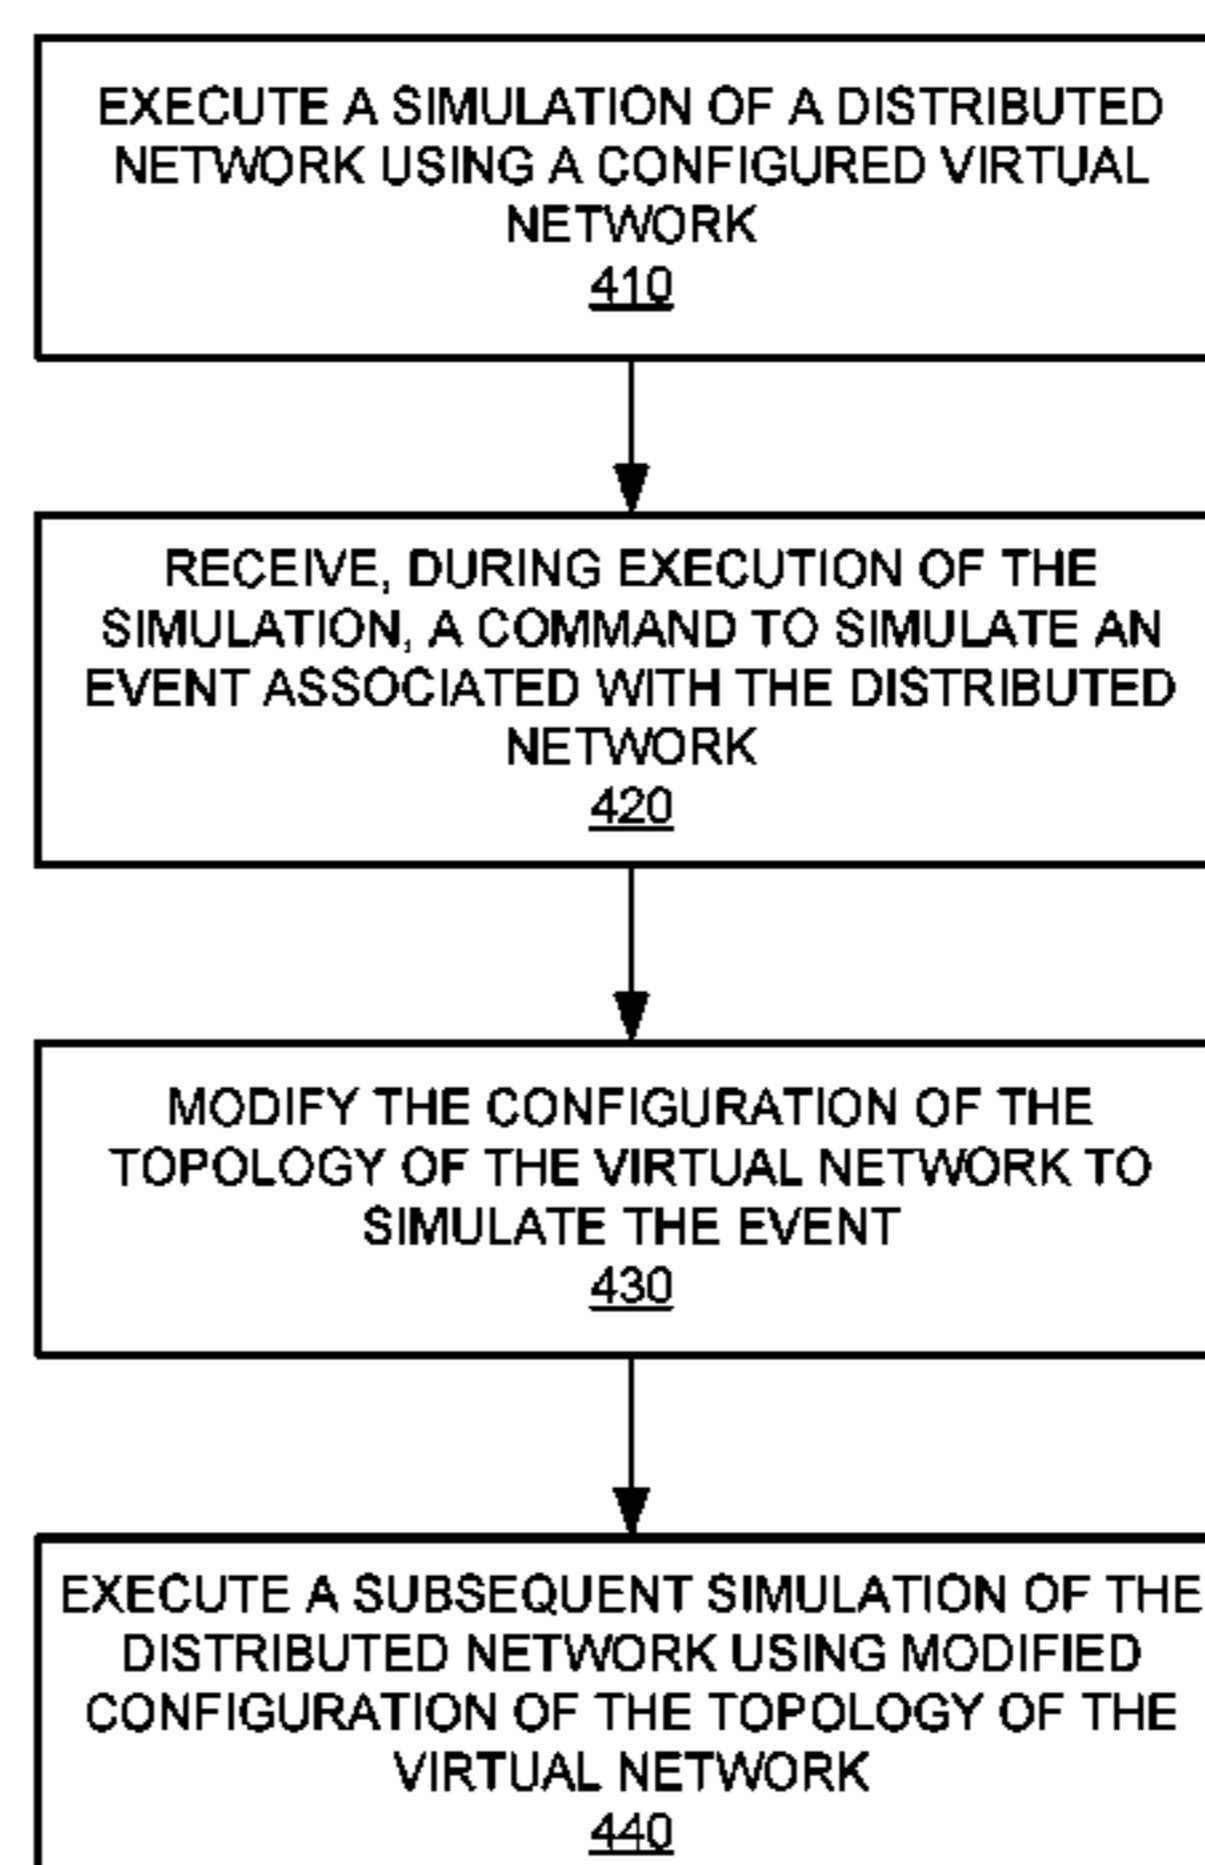 EXECUTE A SIMULATION OF A DISTRIBUTED
NETWORK USING A CONFIGURED VIRTUAL
NETWORK
410
RECEIVE, DURING EXECUTION OF THE
SIMULATION, A COMMAND TO SIMULATE AN
EVENT ASSOCIATED WITH THE DISTRIBUTED
NETWORK
420
MODIFY THE CONFIGURATION OF THE
TOPOLOGY OF THE VIRTUAL NETWORK TO
SIMULATE THE EVENT
430
EXECUTE A SUBSEQUENT SIMULATION OF THE
DISTRIBUTED NETWORK USING MODIFIED
CONFIGURATION OF THE TOPOLOGY OF THE
VIRTUAL NETWORK
440